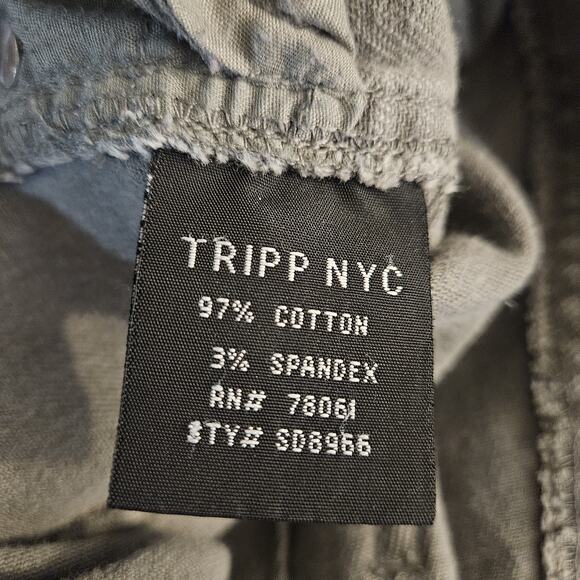 TRIPP NYC
97% COTTON
3% SPANDEX
RN# 78061
STY# SD8966